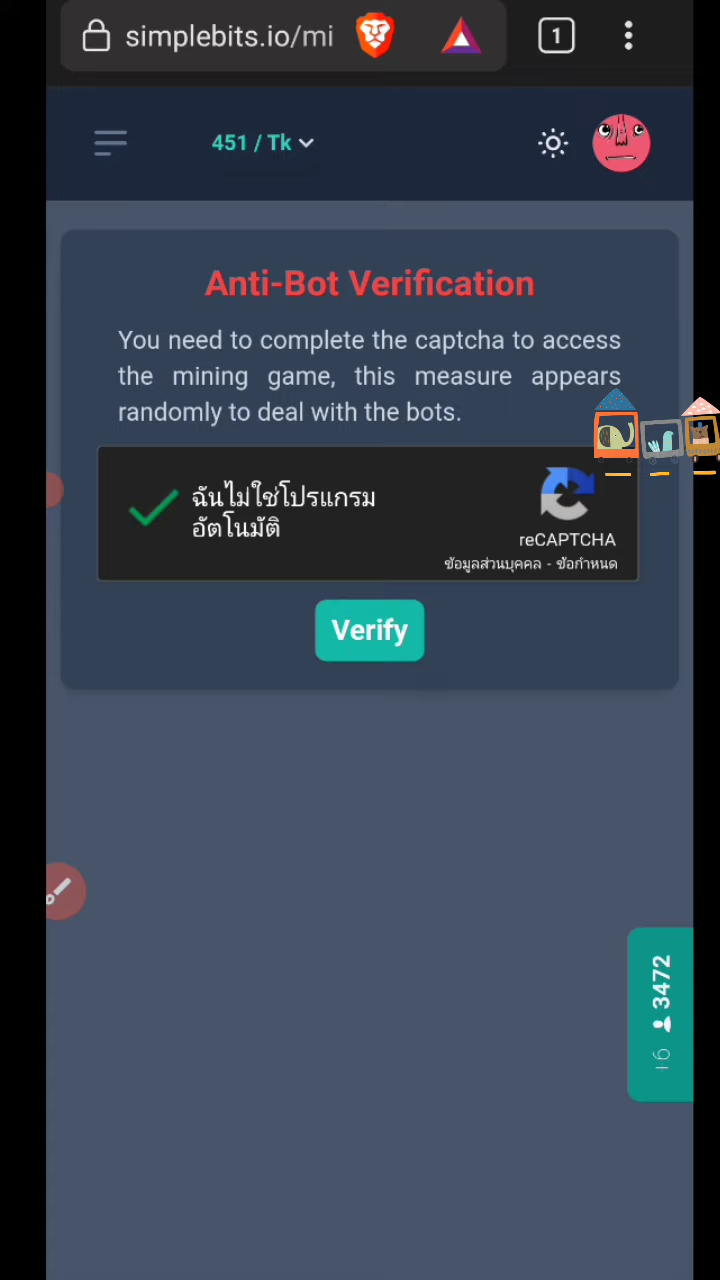 simplebits.io/mi
1
451 / Tk
Anti-Bot Verification
You need to complete the captcha to access
the mining game, this measure appears
randomly to deal with the bots.
ฉันไม่ใช่โปรแกรม
อัตโนมัติ
reCAPTCHA
ข้อมูลส่วนบุคคล - ข้อกำหนด
Verify
3472
+6